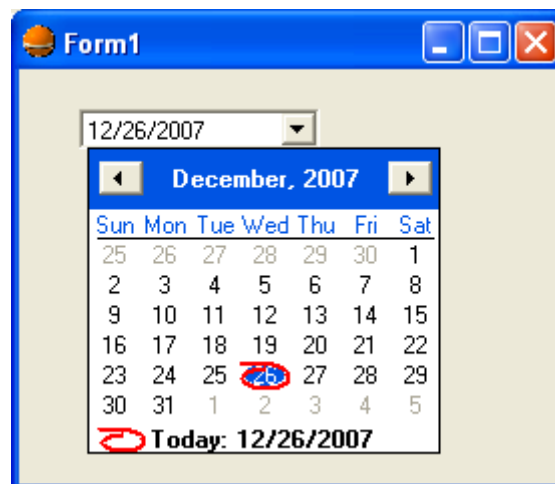 Form1
12/26/2007
December, 2007
Sun Mon Tue Wed Thu Fri Sat
25 26 27 28 29 30 1
2 3 4 5 6 7 8
9 10 11 12 13 14 15
16 17 18 19 20 21 22
23 24 25 26 27 28 29
30 31 1 2 3 4 5
Today: 12/26/2007